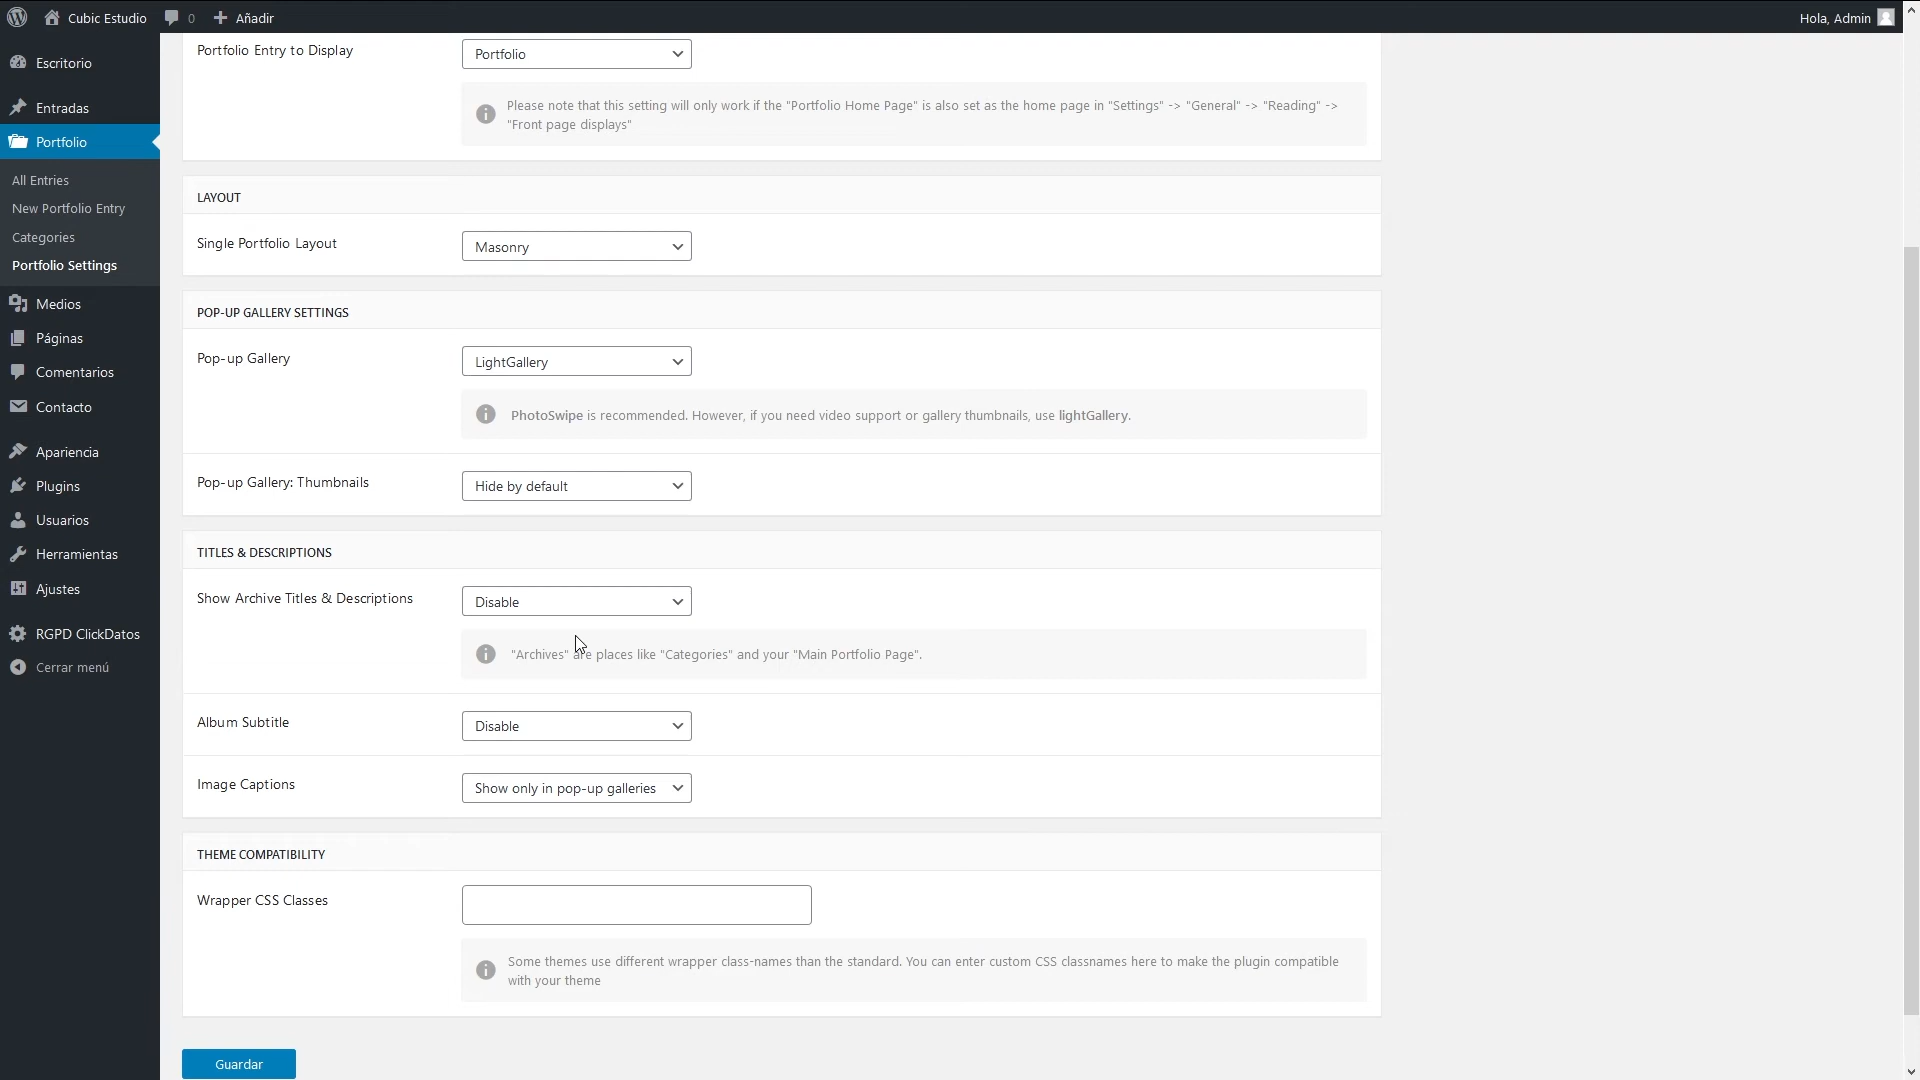 Cubic Estudio
0
Añadir
Hola, Admin
Escritorio
Entradas
Portfolio
All Entries
New Portfolio Entry
Categories
Portfolio Settings
Medios
Páginas
Comentarios
Contacto
Apariencia
Plugins
Usuarios
Herramientas
Ajustes
RGPD ClickDatos
Cerrar menú
Portfolio Entry to Display
Portfolio
Please note that this setting will only work if the "Portfolio Home Page" is also set as the home page in "Settings" -> "General" -> "Reading" ->
"Front page displays"
LAYOUT
Single Portfolio Layout
Masonry
POP-UP GALLERY SETTINGS
Pop-up Gallery
LightGallery
PhotoSwipe is recommended. However, if you need video support or gallery thumbnails, use lightGallery.
Pop-up Gallery: Thumbnails
Hide by default
TITLES & DESCRIPTIONS
Show Archive Titles & Descriptions
Disable
"Archives" are places like "Categories" and your "Main Portfolio Page".
Album Subtitle
Disable
Image Captions
Show only in pop-up galleries
THEME COMPATIBILITY
Wrapper CSS Classes
Some themes use different wrapper class-names than the standard. You can enter custom CSS classnames here to make the plugin compatible
with your theme
Guardar